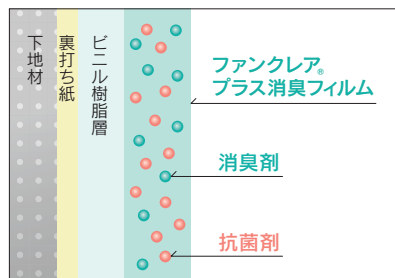 下地材
裏打ち紙
ビニル樹脂層
ファンクレア®
プラス消臭フィルム
消臭剤
抗菌剤